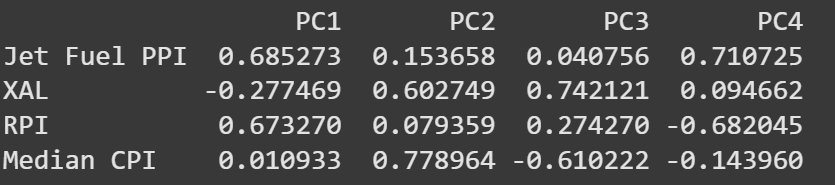 PC1 PC2 PC3 PC4
Jet Fuel PPI 0.685273 0.153658 0.040756 0.710725
XAL -0.277469 0.602749 0.742121 0.094662
RPI 0.673270 0.079359 0.274270 -0.682045
Median CPI 0.010933 0.778964 -0.610222 -0.143960